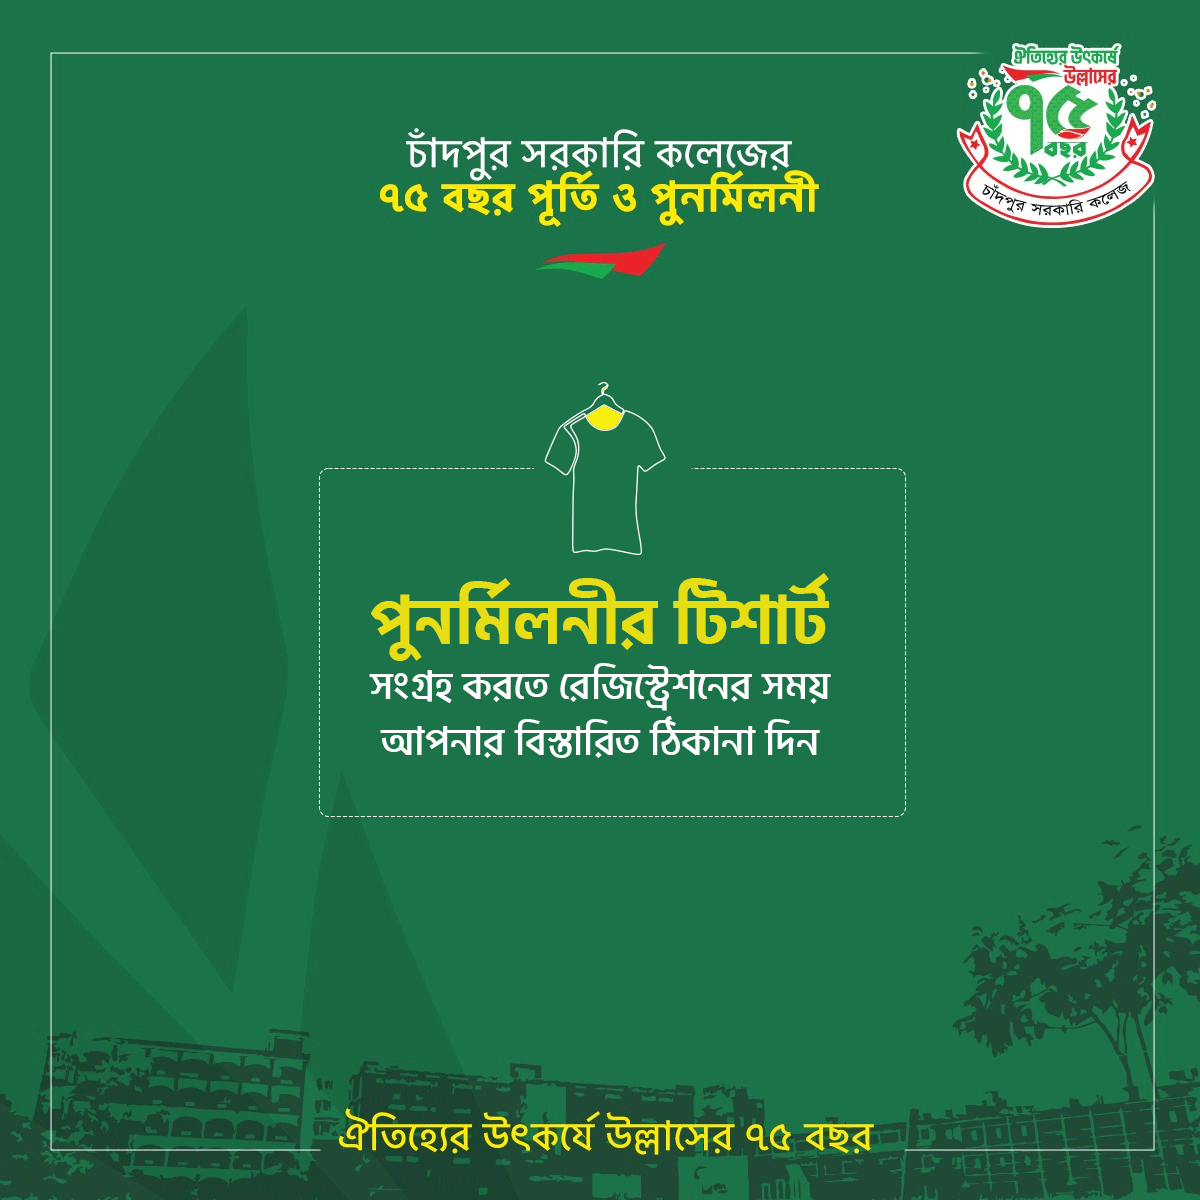 ঐতিহ্যের উৎকর্ষে
উল্লাসের
৭৫
বছর
চাঁদপুর সরকারি কলেজ
চাঁদপুর সরকারি কলেজের
৭৫ বছর পূর্তি ও পুনর্মিলনী
পুনর্মিলনীর টিশার্ট
সংগ্রহ করতে রেজিস্ট্রেশনের সময়
আপনার বিস্তারিত ঠিকানা দিন
ঐতিহ্যের উৎকর্ষে উল্লাসের ৭৫ বছর